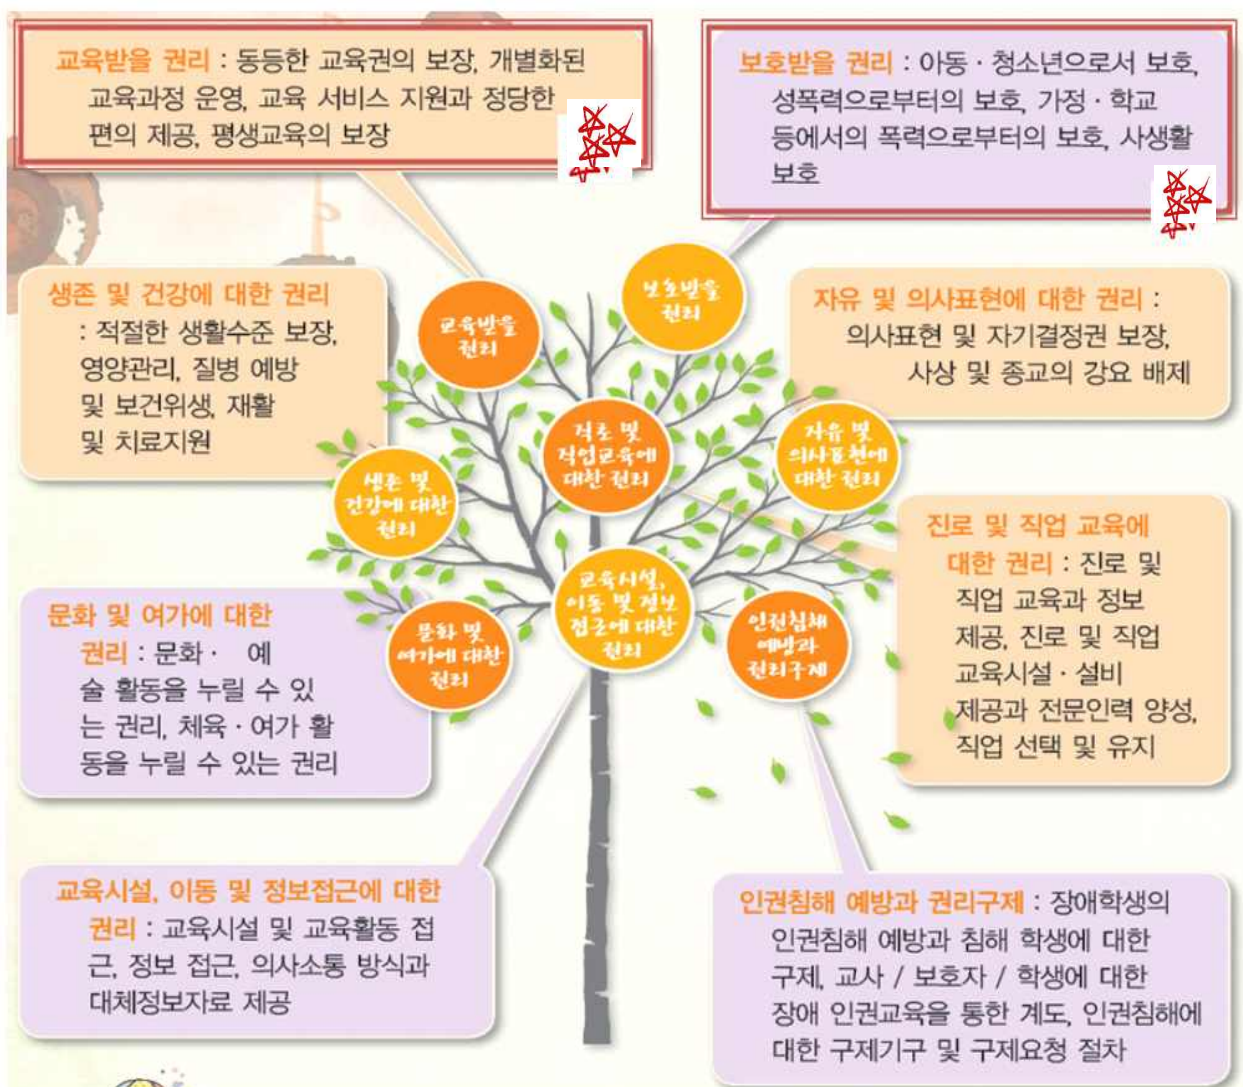 교육받을 권리 : 동등한 교육권의 보장, 개별화된
교육과정 운영, 교육 서비스 지원과 정당한
편의 제공, 평생교육의 보장
보호받을 권리 : 아동 · 청소년으로서 보호,
성폭력으로부터의 보호, 가정 · 학교
등에서의 폭력으로부터의 보호, 사생활
보호
생존 및 건강에 대한 권리
: 적절한 생활수준 보장,
영양관리, 질병 예방
및 보건위생, 재활
및 치료지원
교육받을
권리
보호받을
권리
자유 및 의사표현에 대한 권리 :
의사표현 및 자기결정권 보장,
사상 및 종교의 강요 배제
직로 및
직업교육에
대한 권리
자유 및
의사표현에
대한 권리
생존 및
건강에 대한
권리
진로 및 직업 교육에
대한 권리 : 진로 및
직업 교육과 정보
제공, 진로 및 직업
교육시설 · 설비
제공과 전문인력 양성,
직업 선택 및 유지
교육시설,
이동 및 정보
접근에 대한
권리
문화 및 여가에 대한
권리 : 문화 · 예
술 활동을 누릴 수 있
는 권리, 체육 · 여가 활
동을 누릴 수 있는 권리
문화 및
여가에 대한
권리
인권침해
예방과
권리구제
교육시설, 이동 및 정보접근에 대한
권리 : 교육시설 및 교육활동 접
근, 정보 접근, 의사소통 방식과
대체정보자료 제공
인권침해 예방과 권리구제 : 장애학생의
인권침해 예방과 침해 학생에 대한
구제, 교사 / 보호자 / 학생에 대한
장애 인권교육을 통한 계도, 인권침해에
대한 구제기구 및 구제요청 절차